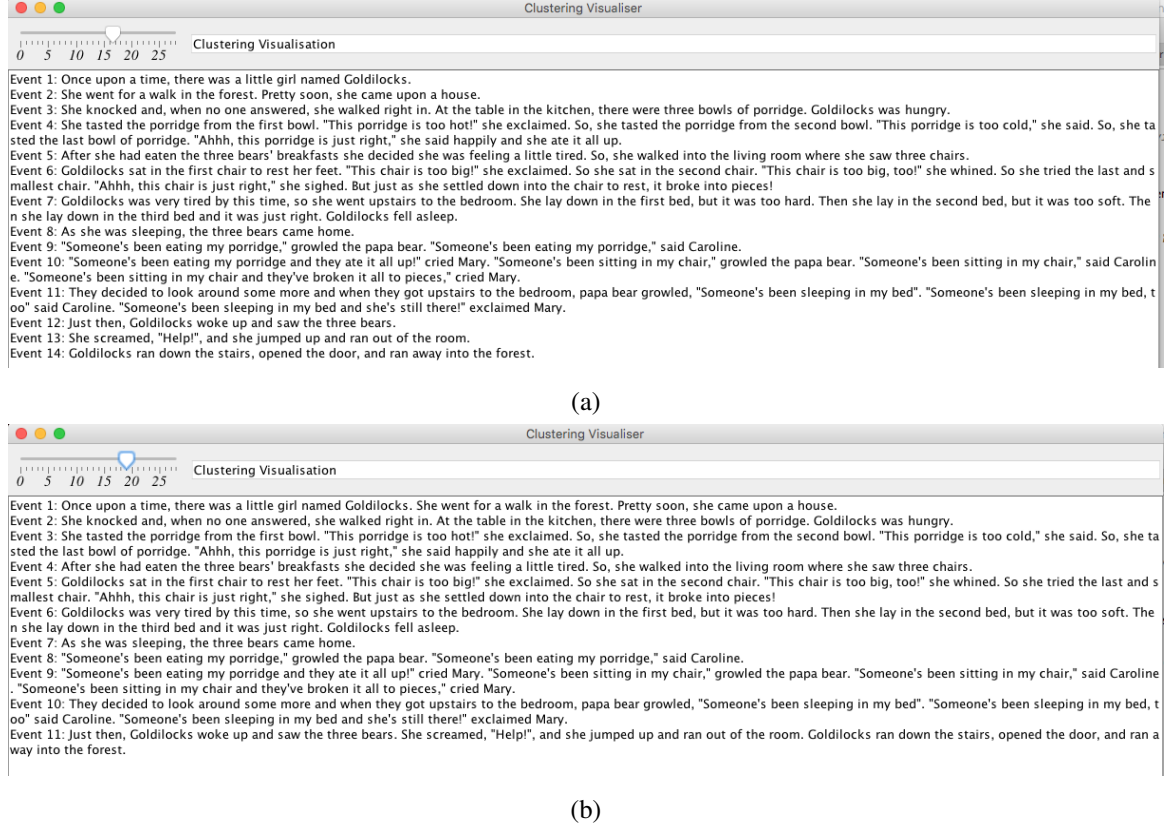 Clustering Visualiser
0 5 10 15 20 25
Clustering Visualisation
Event 1: Once upon a time, there was a little girl named Goldilocks.
Event 2: She went for a walk in the forest. Pretty soon, she came upon a house.
Event 3: She knocked and, when no one answered, she walked right in. At the table in the kitchen, there were three bowls of porridge. Goldilocks was hungry.
Event 4: She tasted the porridge from the first bowl. "This porridge is too hot!" she exclaimed. So, she tasted the porridge from the second bowl. "This porridge is too cold," she said. So, she ta
sted the last bowl of porridge. "Ahhh, this porridge is just right," she said happily and she ate it all up.
Event 5: After she had eaten the three bears' breakfasts she decided she was feeling a little tired. So, she walked into the living room where she saw three chairs.
Event 6: Goldilocks sat in the first chair to rest her feet. "This chair is too big!" she exclaimed. So she sat in the second chair. "This chair is too big, too!" she whined. So she tried the last and s
mallest chair. "Ahhh, this chair is just right," she sighed. But just as she settled down into the chair to rest, it broke into pieces!
Event 7: Goldilocks was very tired by this time, so she went upstairs to the bedroom. She lay down in the first bed, but it was too hard. Then she lay in the second bed, but it was too soft. The
n she lay down in the third bed and it was just right. Goldilocks fell asleep.
Event 8: As she was sleeping, the three bears came home.
Event 9: "Someone's been eating my porridge," growled the papa bear. "Someone's been eating my porridge," said Caroline.
Event 10: "Someone's been eating my porridge and they ate it all up!" cried Mary. "Someone's been sitting in my chair," growled the papa bear. "Someone's been sitting in my chair," said Carolin
e. "Someone's been sitting in my chair and they've broken it all to pieces," cried Mary.
Event 11: They decided to look around some more and when they got upstairs to the bedroom, papa bear growled, "Someone's been sleeping in my bed". "Someone's been sleeping in my bed, t
oo" said Caroline. "Someone's been sleeping in my bed and she's still there!" exclaimed Mary.
Event 12: Just then, Goldilocks woke up and saw the three bears.
Event 13: She screamed, "Help!", and she jumped up and ran out of the room.
Event 14: Goldilocks ran down the stairs, opened the door, and ran away into the forest.
(a)
Clustering Visualiser
0 5 10 15 20 25
Clustering Visualisation
Event 1: Once upon a time, there was a little girl named Goldilocks. She went for a walk in the forest. Pretty soon, she came upon a house.
Event 2: She knocked and, when no one answered, she walked right in. At the table in the kitchen, there were three bowls of porridge. Goldilocks was hungry.
Event 3: She tasted the porridge from the first bowl. "This porridge is too hot!" she exclaimed. So, she tasted the porridge from the second bowl. "This porridge is too cold," she said. So, she ta
sted the last bowl of porridge. "Ahhh, this porridge is just right," she said happily and she ate it all up.
Event 4: After she had eaten the three bears' breakfasts she decided she was feeling a little tired. So, she walked into the living room where she saw three chairs.
Event 5: Goldilocks sat in the first chair to rest her feet. "This chair is too big!" she exclaimed. So she sat in the second chair. "This chair is too big, too!" she whined. So she tried the last and s
mallest chair. "Ahhh, this chair is just right," she sighed. But just as she settled down into the chair to rest, it broke into pieces!
Event 6: Goldilocks was very tired by this time, so she went upstairs to the bedroom. She lay down in the first bed, but it was too hard. Then she lay in the second bed, but it was too soft. The
n she lay down in the third bed and it was just right. Goldilocks fell asleep.
Event 7: As she was sleeping, the three bears came home.
Event 8: "Someone's been eating my porridge," growled the papa bear. "Someone's been eating my porridge," said Caroline.
Event 9: "Someone's been eating my porridge and they ate it all up!" cried Mary. "Someone's been sitting in my chair," growled the papa bear. "Someone's been sitting in my chair," said Caroline
. "Someone's been sitting in my chair and they've broken it all to pieces," cried Mary.
Event 10: They decided to look around some more and when they got upstairs to the bedroom, papa bear growled, "Someone's been sleeping in my bed". "Someone's been sleeping in my bed, t
oo" said Caroline. "Someone's been sleeping in my bed and she's still there!" exclaimed Mary.
Event 11: Just then, Goldilocks woke up and saw the three bears. She screamed, "Help!", and she jumped up and ran out of the room. Goldilocks ran down the stairs, opened the door, and ran a
way into the forest.
(b)